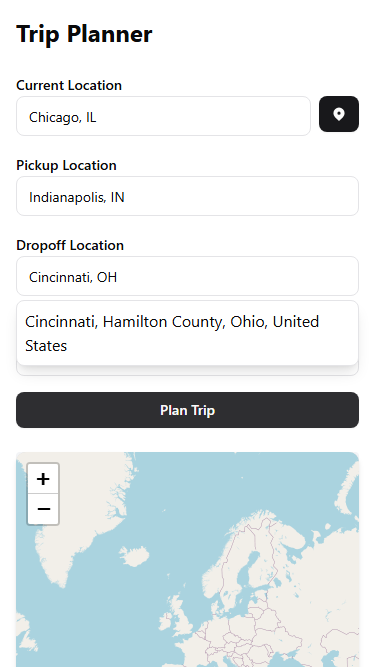 Trip Planner
Current Location
Chicago, IL
Pickup Location
Indianapolis, IN
Dropoff Location
Cincinnati, OH
Cincinnati, Hamilton County, Ohio, United
States
Plan Trip
+
−